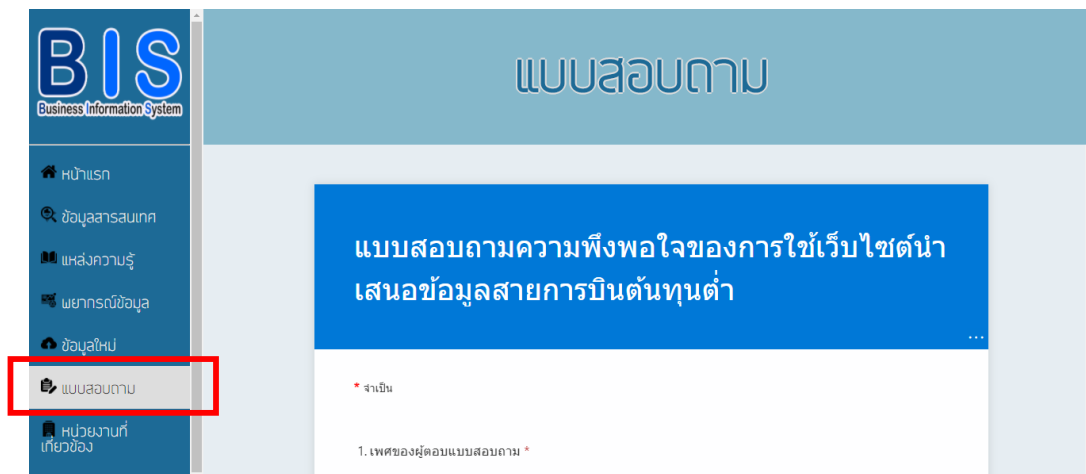 BIS
Business Information System
หน้าแรก
ข้อมูลสารสนเทศ
แหล่งความรู้
พยากรณ์ข้อมูล
ข้อมูลใหม่
แบบสอบถาม
หน่วยงานที่
เกี่ยวข้อง
แบบสอบถาม
แบบสอบถามความพึงพอใจของการใช้เว็บไซต์นำ
เสนอข้อมูลสายการบินต้นทุนต่ำ
...
* จำเป็น
1. เพศของผู้ตอบแบบสอบถาม *